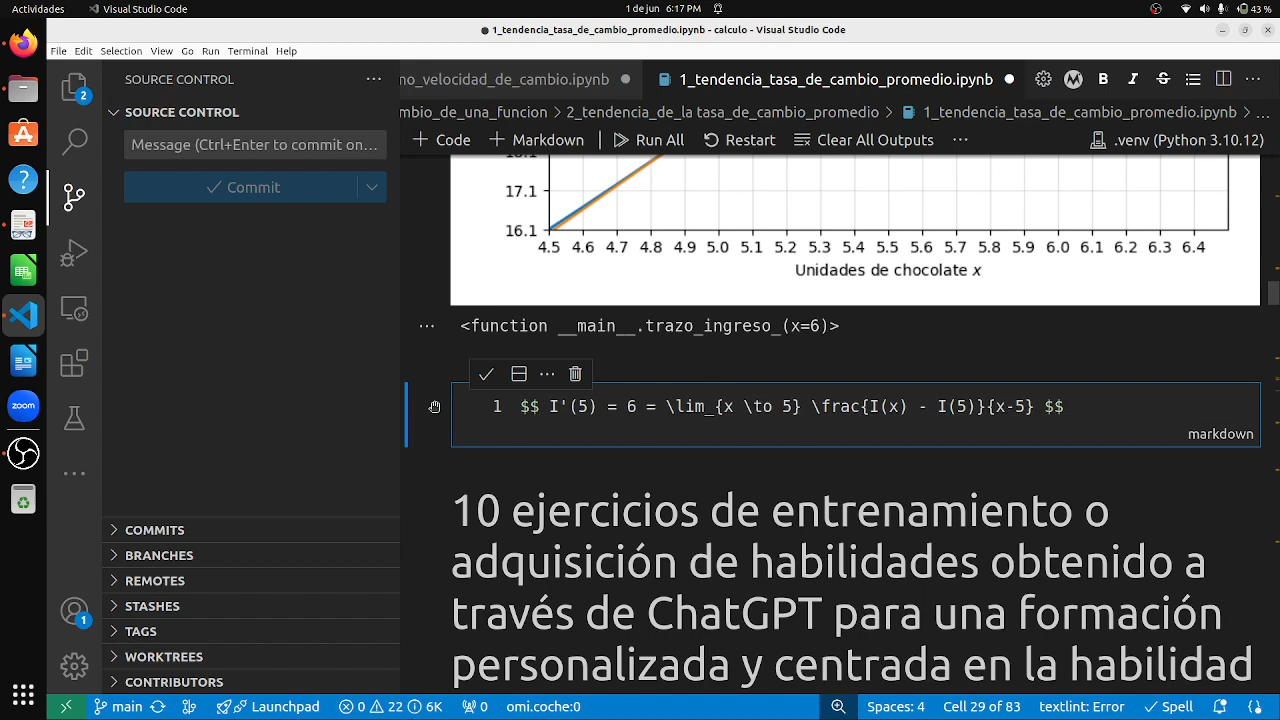 Actividades
Visual Studio Code
1 de jun 6:17 PM
43 %
1_tendencia_tasa_de_cambio_promedio.ipynb - calculo - Visual Studio Code
File Edit Selection View Go Run Terminal Help
SOURCE CONTROL
no_velocidad_de_cambio.ipynb
1_tendencia_tasa_de_cambio_promedio.ipynb
mbio_de_una_funcion > 2_tendencia_de_la tasa_de_cambio_promedio > 1_tendencia_tasa_de_cambio_promedio.ipynb > ...
SOURCE CONTROL
Message (Ctrl+Enter to commit on...
Commit
+ Code + Markdown Run All Restart Clear All Outputs ... .venv (Python 3.10.12)
17.1
16.1
4.5 4.6 4.7 4.8 4.9 5.0 5.1 5.2 5.3 5.4 5.5 5.6 5.7 5.8 5.9 6.0 6.1 6.2 6.3 6.4
Unidades de chocolate x
<function __main__.trazo_ingreso_(x=6)>
1 $$ I'(5) = 6 = \lim_{x \to 5} \frac{I(x) - I(5)}{x-5} $$
markdown
10 ejercicios de entrenamiento o
adquisición de habilidades obtenido a
través de ChatGPT para una formación
personalizada y centrada en la habilidad
COMMITS
BRANCHES
REMOTES
STASHES
TAGS
WORKTREES
CONTRIBUTORS
2
1
zoom
main Launchpad 0 22 6K 0 omi.coche:0 Spaces: 4 Cell 29 of 83 textlint: Error Spell